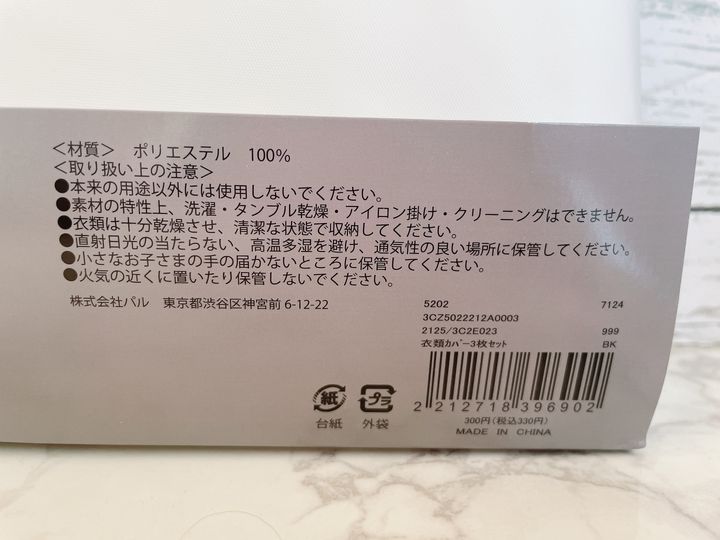 ＜材質＞ ポリエステル 100%
＜取り扱い上の注意＞
●本来の用途以外には使用しないでください。
●素材の特性上、洗濯・タンブル乾燥・アイロン掛け・クリーニングはできません。
●衣類は十分乾燥させ、清潔な状態で収納してください。
●直射日光の当たらない、高温多湿を避け、通気性の良い場所に保管してください。
●小さなお子さまの手の届かないところに保管してください。
●火気の近くに置いたり保管しないでください。
株式会社パル 東京都渋谷区神宮前 6-12-22
5202 7124
3CZ5022212A0003
2125/3C2E023 999
衣類ｶﾊﾞｰ3枚セット BK
紙 プラ
台紙 外袋
2 212718 396902
300円(税込330円)
MADE IN CHINA